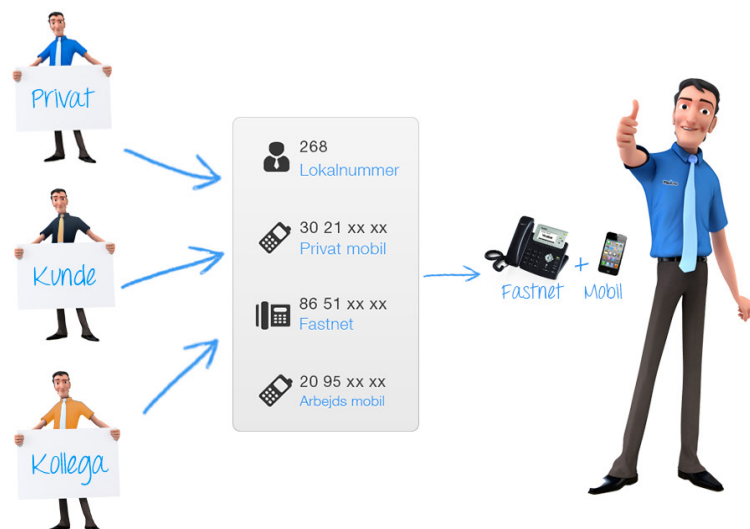 Privat
Kunde
Kollega
268
Lokalnummer
30 21 xx xx
Privat mobil
86 51 xx xx
Fastnet
20 95 xx xx
Arbejds mobil
Fastnet + Mobil